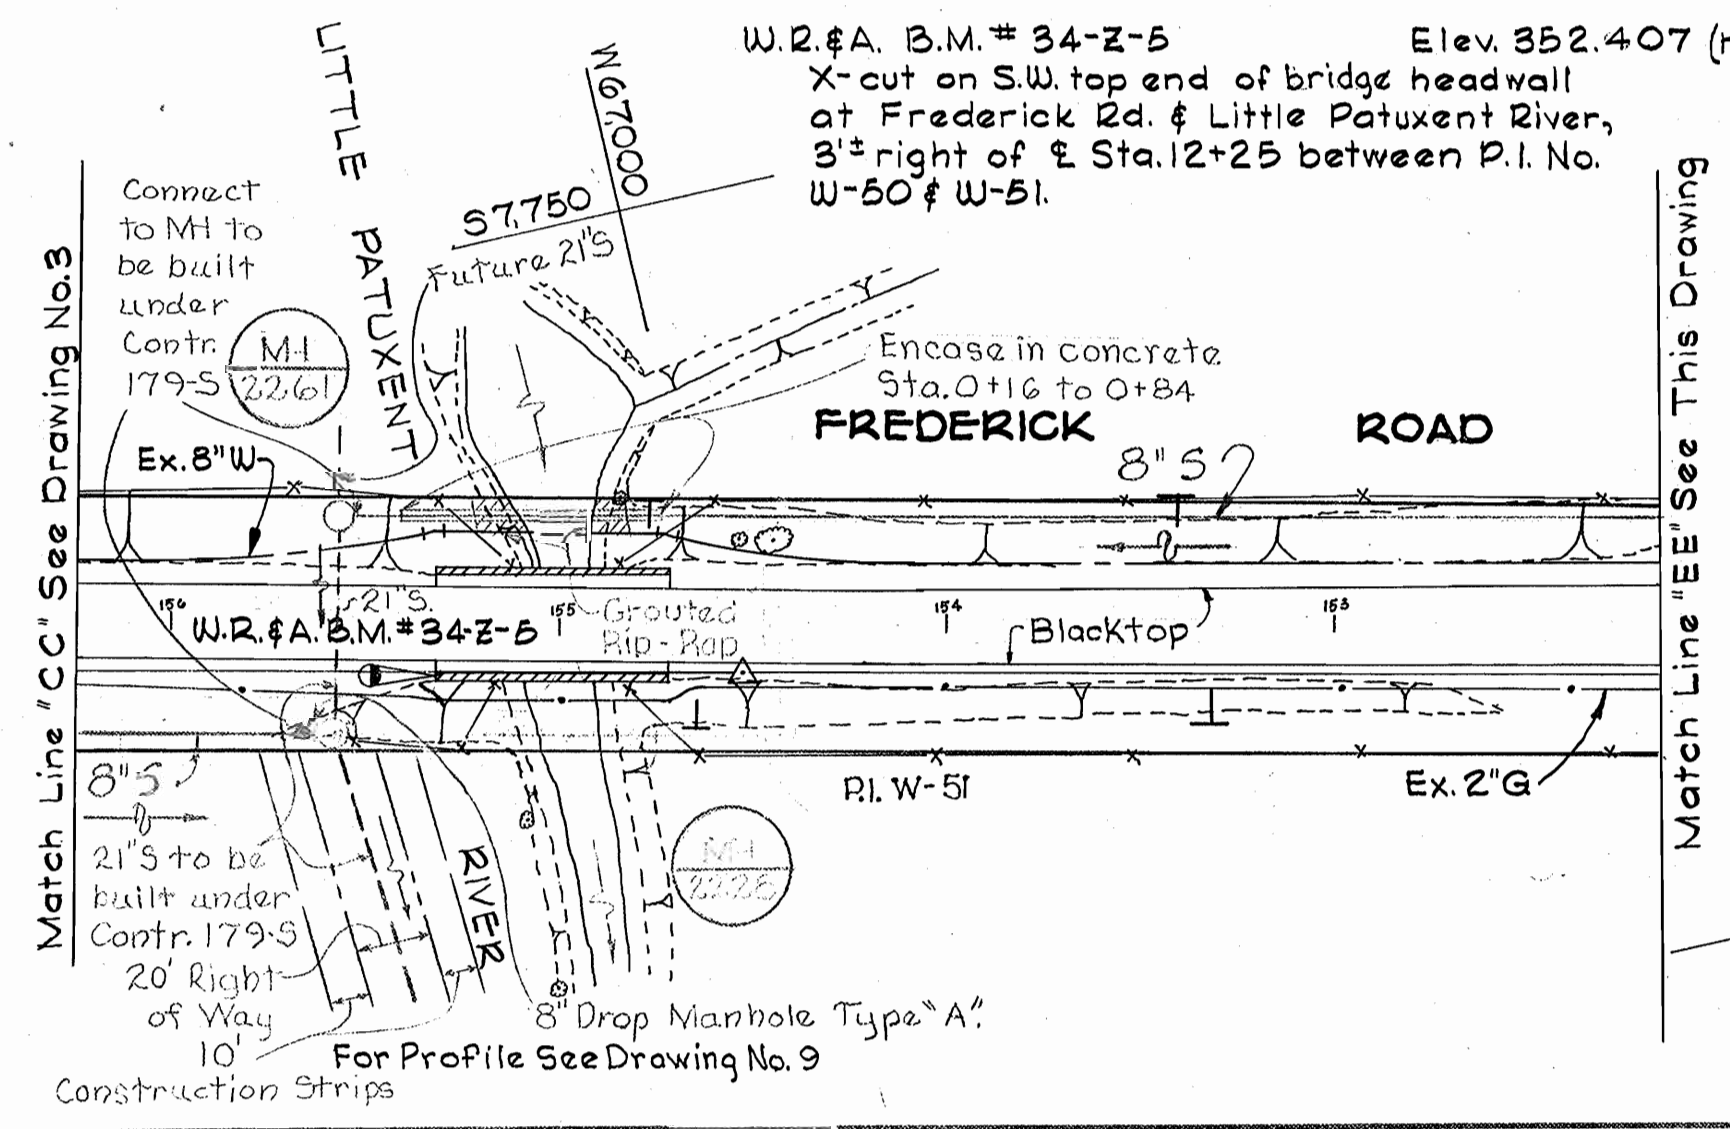 W.R.&A. B.M. # 34-Z-5 Elev. 352.407
X-cut on S.W. top end of bridge headwall
at Frederick Rd. & Little Patuxent River,
3'± right of ℄ Sta. 12+25 between P.I. No.
W-50 & W-51.
LITTLE PATUXENT
W 67,000
S 7,750
Future 21"S
Connect
to MH to
be built
under
Contr.
179-S
MH
2261
Match Line "CC" See Drawing No. 3
Encase in concrete
Sta. 0+16 to 0+84
FREDERICK ROAD
8" S
Ex. 8" W
Match Line "EE" See This Drawing
156
155
154
153
21" S.
W.R.&A. B.M. # 34-Z-5
Grouted
Rip-Rap
Blacktop
8" S
P.I. W-51
Ex. 2" G
MH
21" S to be
built under
Contr. 179-S
RIVER
20' Right
of Way
10'
Construction Strips
8" Drop Manhole Type "A".
For Profile See Drawing No. 9